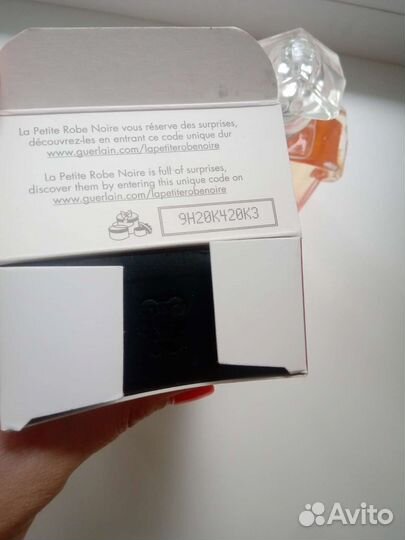 La Petite Robe Noire vous réserve des surprises,
découvrez-les en entrant ce code unique dur
www.guerlain.com/lapetiterobenoire
La Petite Robe Noire is full of surprises,
discover them by entering this unique code on
www.guerlain.com/lapetiterobenoire
9H20K420K3
Avito